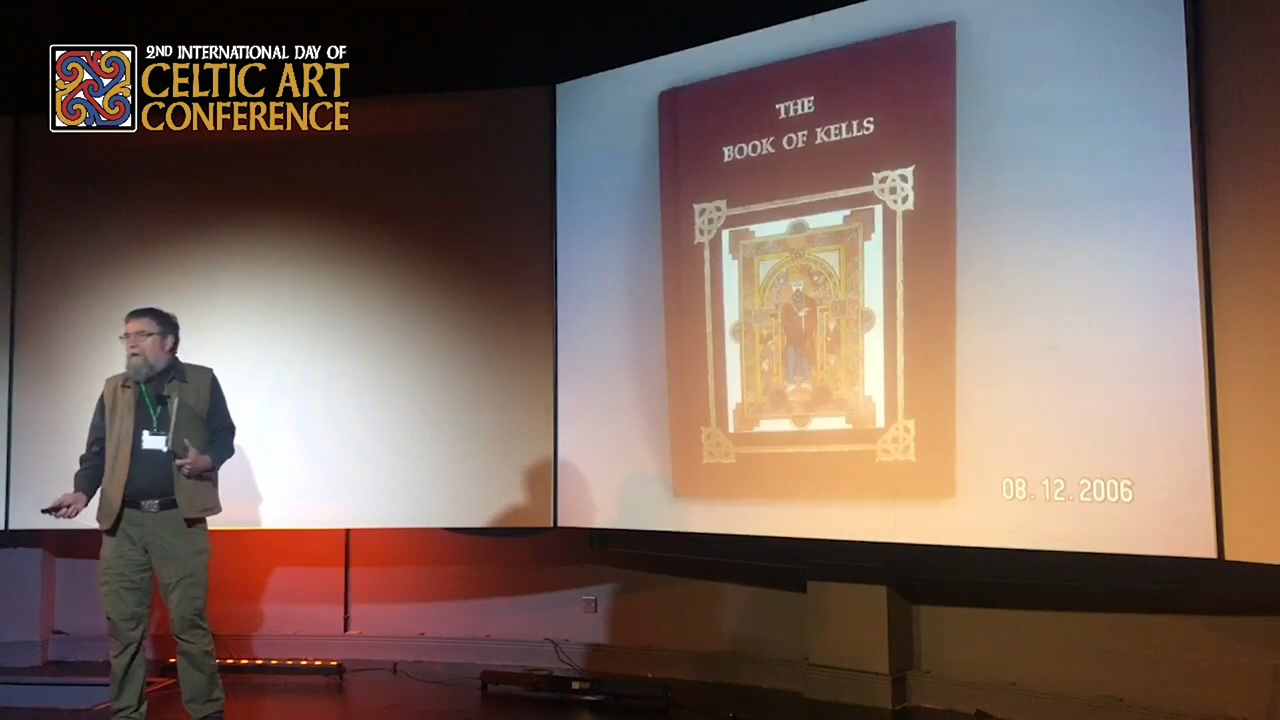 2ND INTERNATIONAL DAY OF
CELTIC ART
CONFERENCE
THE
BOOK OF KELLS
08.12.2006